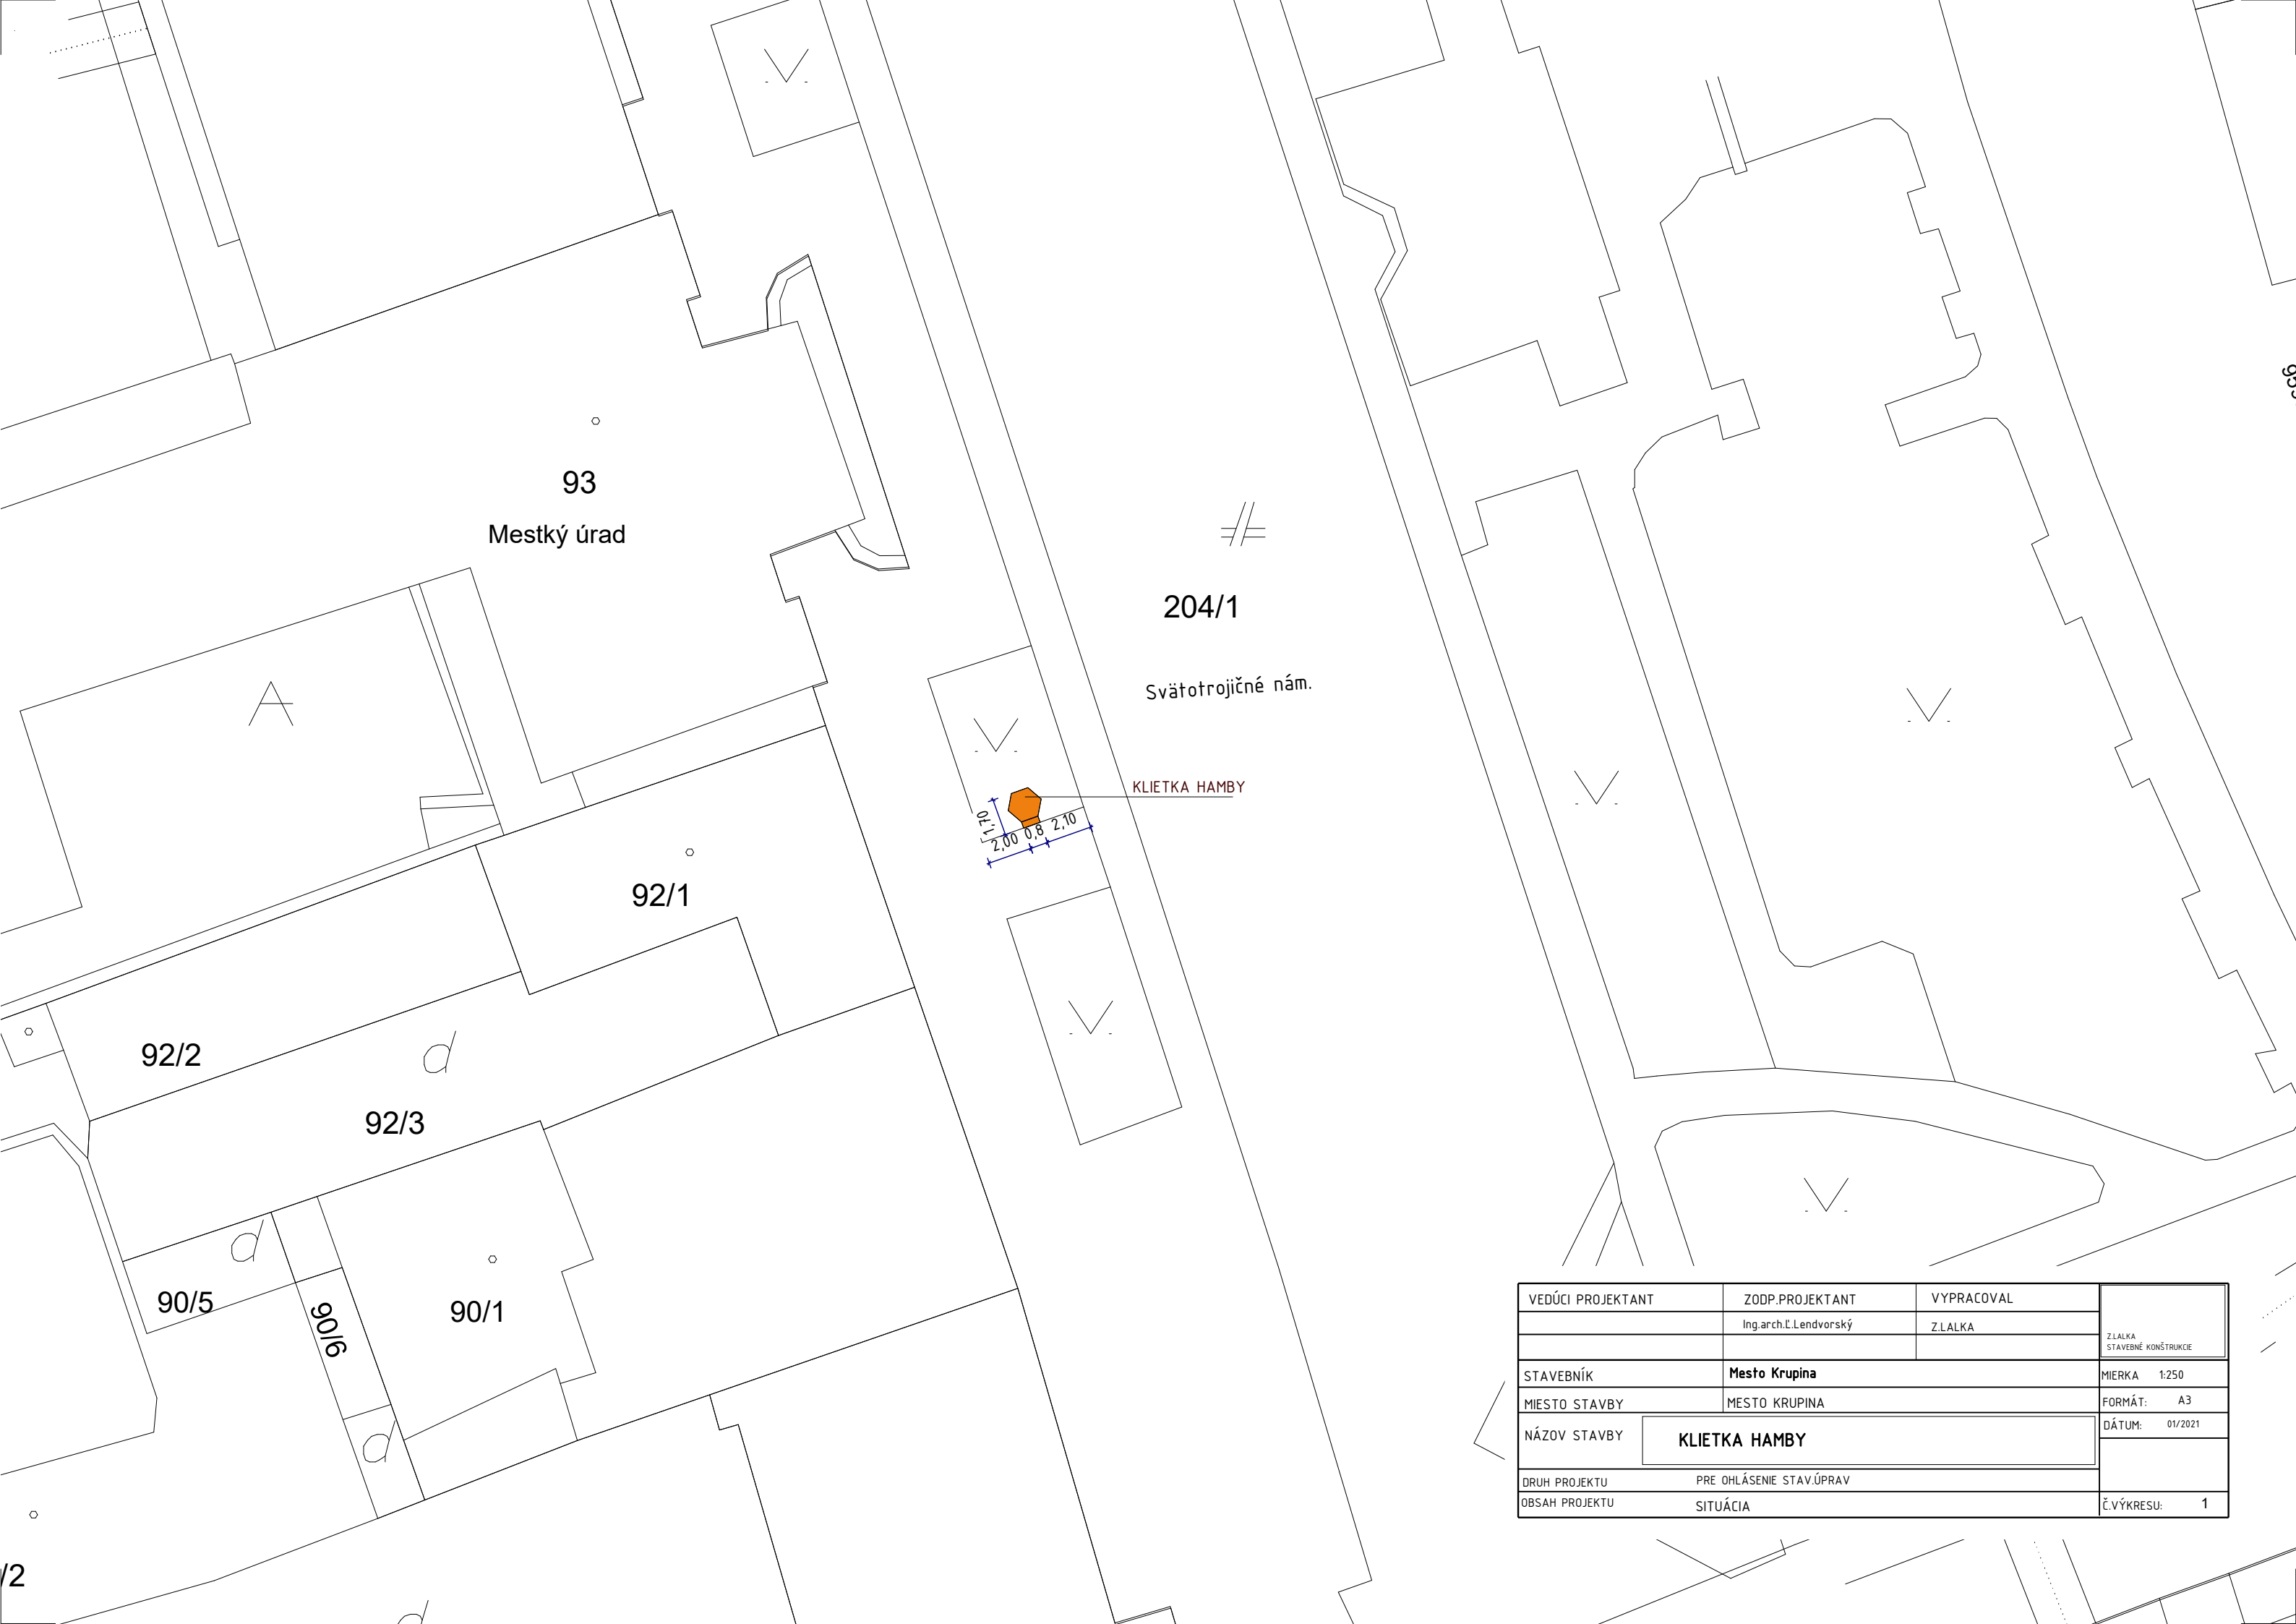 93
Mestký úrad
204/1
Svätotrojičné nám.
KLIETKA HAMBY
1,70
2,00 0,8 2,10
92/1
92/2
92/3
90/5
90/6
90/1
/2
VEDÚCI PROJEKTANT ZODP.PROJEKTANT VYPRACOVAL
Ing.arch.Ľ.Lendvorský Z.LALKA
Z.LALKA
STAVEBNÉ KONŠTRUKCIE
STAVEBNÍK Mesto Krupina MIERKA 1:250
MIESTO STAVBY MESTO KRUPINA FORMÁT: A3
NÁZOV STAVBY KLIETKA HAMBY DÁTUM: 01/2021
DRUH PROJEKTU PRE OHLÁSENIE STAV.ÚPRAV
OBSAH PROJEKTU SITUÁCIA Č.VÝKRESU: 1